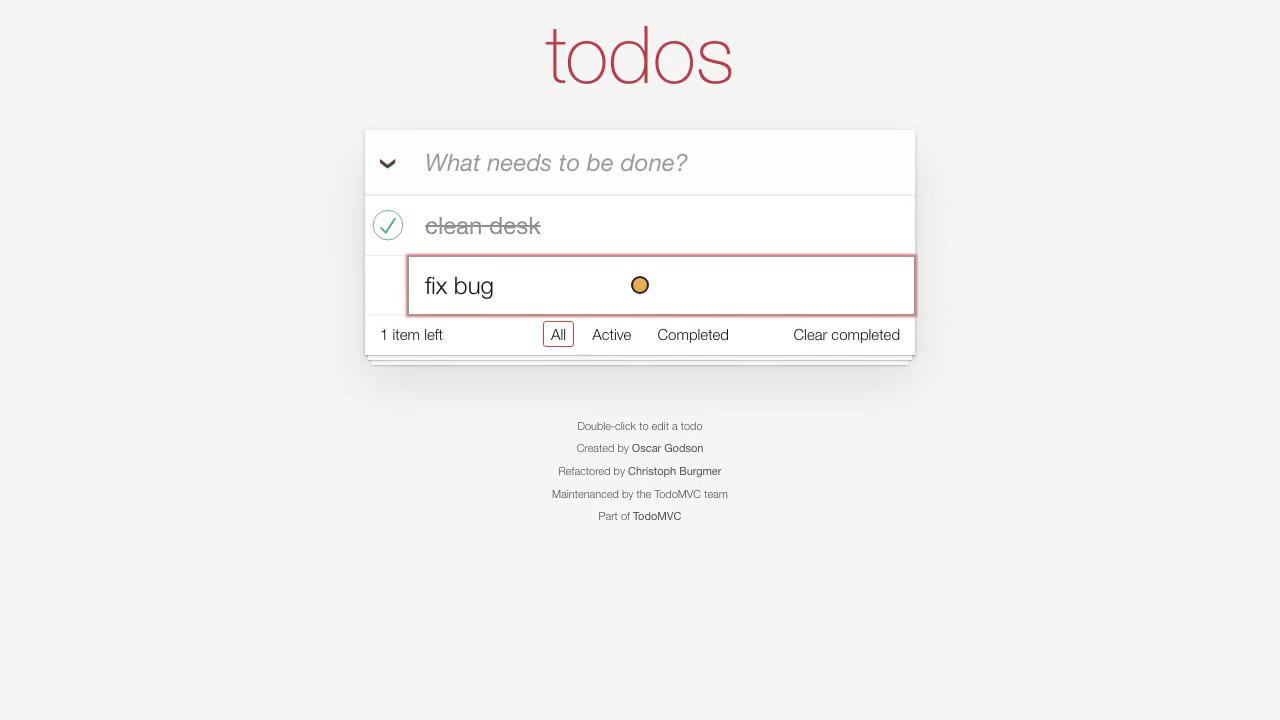 todos
What needs to be done?
clean desk
fix bug
1 item left All Active Completed Clear completed
Double-click to edit a todo
Created by Oscar Godson
Refactored by Christoph Burgmer
Maintenanced by the TodoMVC team
Part of TodoMVC